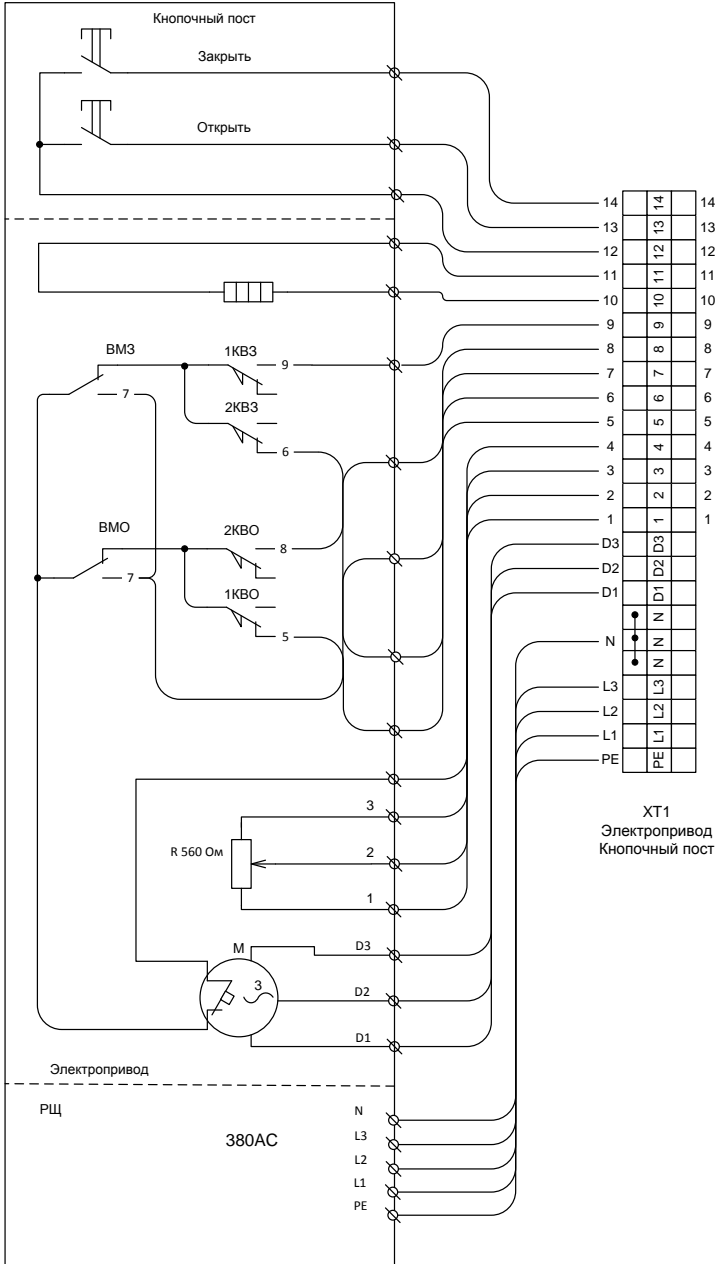 Кнопочный пост
Закрыть
Открыть
ВМЗ
7
1КВЗ
9
2КВЗ
6
ВМО
7
2КВО
8
1КВО
5
3
R 560 Ом
2
1
М
3
D3
D2
D1
Электропривод
РЩ
380АС
N
L3
L2
L1
PE
14 14 14
13 13 13
12 12 12
11 11 11
10 10 10
9 9 9
8 8 8
7 7 7
6 6 6
5 5 5
4 4 4
3 3 3
2 2 2
1 1 1
D3 D3
D2 D2
D1 D1
N
N N
N
L3 L3
L2 L2
L1 L1
PE PE
XT1
Электропривод
Кнопочный пост